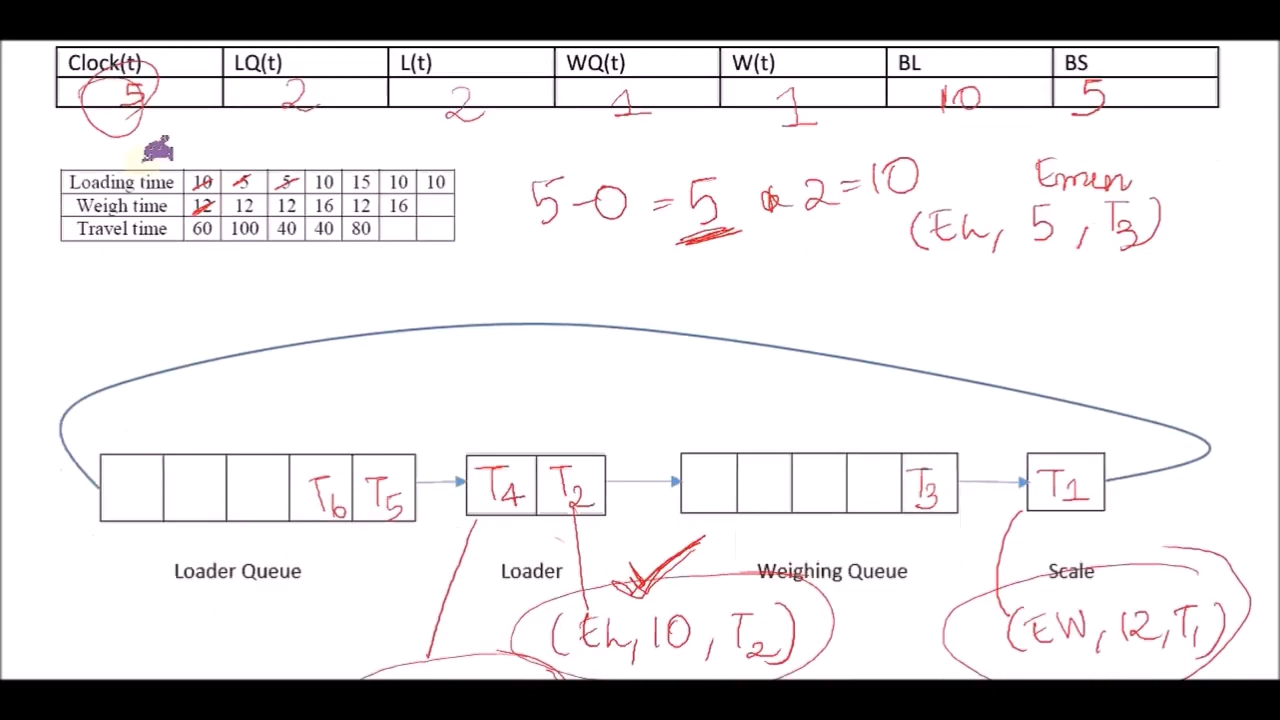 Clock(t) LQ(t) L(t) WQ(t) W(t) BL BS
5 2 2 1 1 10 5
Loading time 10 5 5 10 15 10 10
Weigh time 12 12 12 16 12 16
Travel time 60 100 40 40 80
5-0 = 5 * 2 = 10
(EL, 5, T3)
T6 T5 T4 T2 T3 T1
Loader Queue Loader Weighing Queue Scale
(EL, 10, T2) (EW, 12, T1)